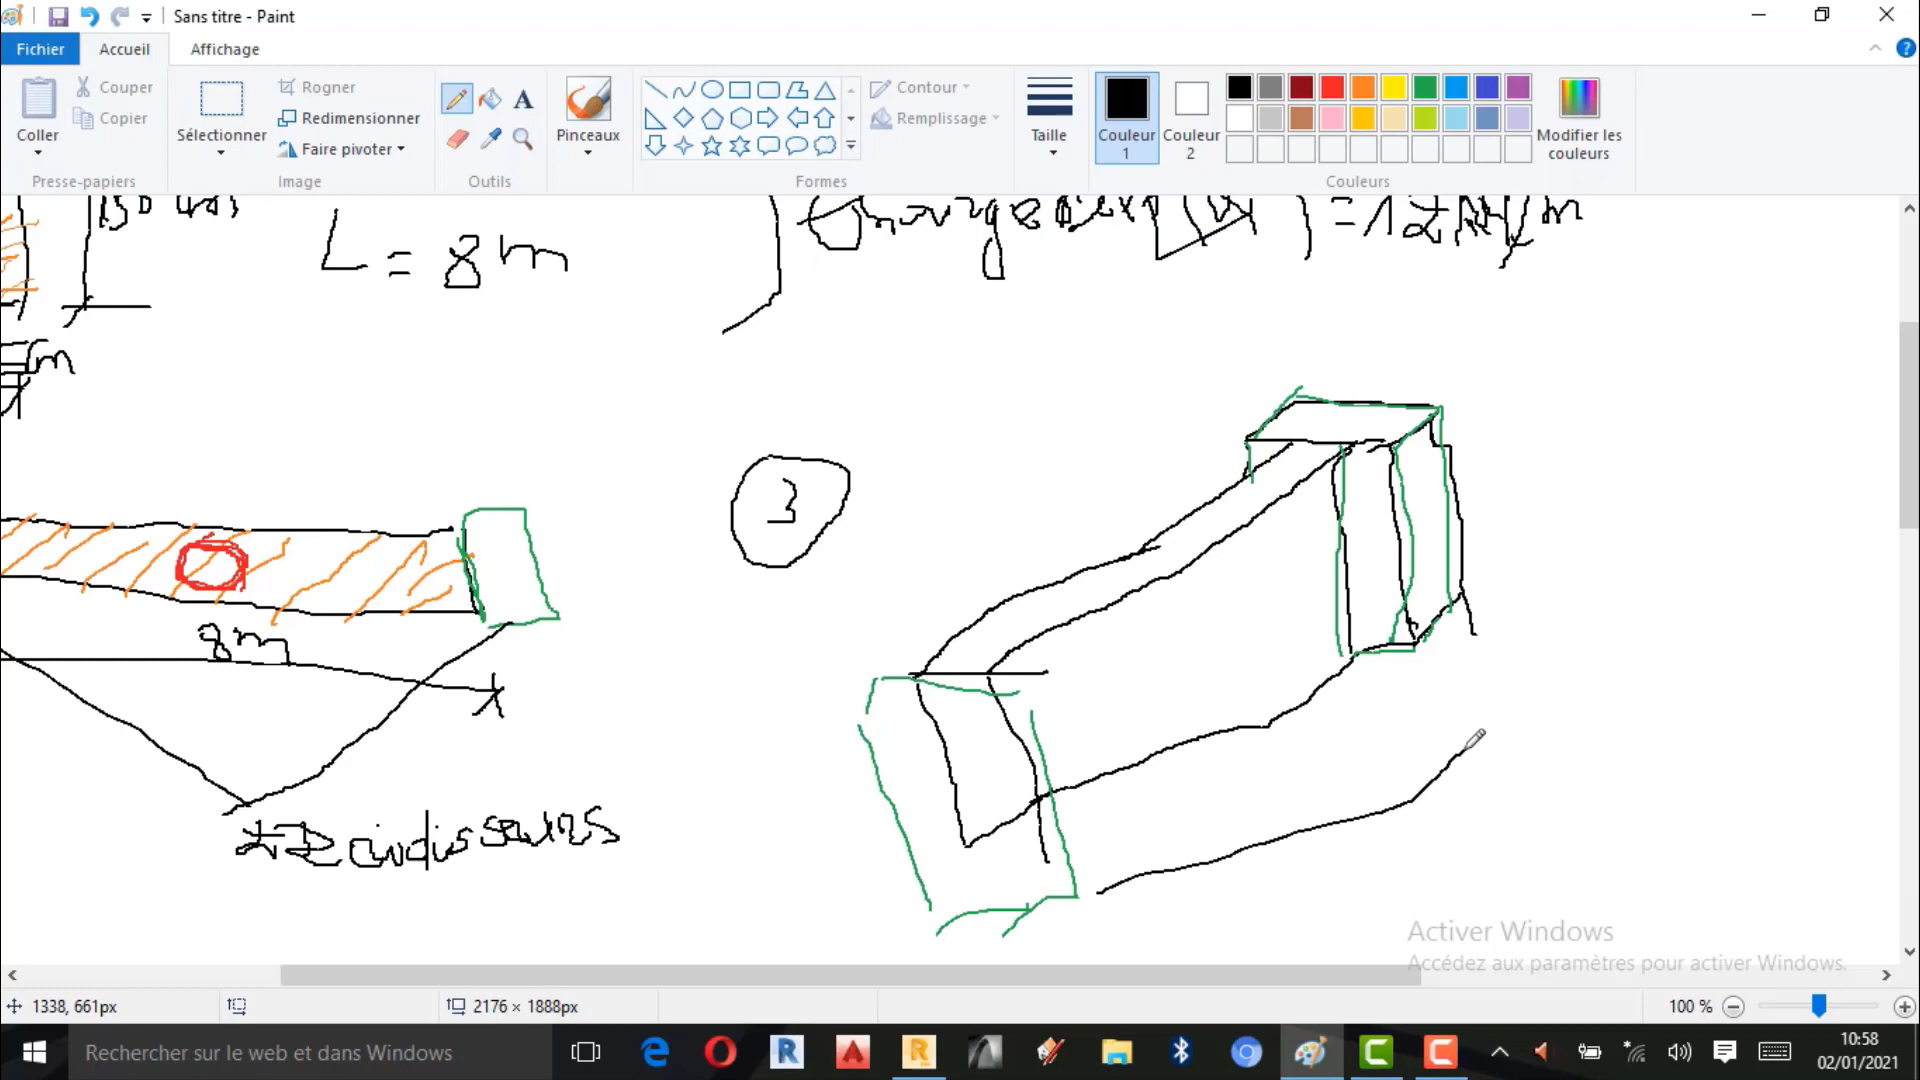 Sans titre - Paint
Fichier
Accueil
Affichage
Coller
Couper
Copier
Presse-papiers
Sélectionner
Rogner
Redimensionner
Faire pivoter
Image
A
Outils
Pinceaux
Formes
Contour
Remplissage
Taille
Couleur
1
Couleur
2
Couleurs
Modifier les
couleurs
L = 8m
m
3
8m
Activer Windows
Accédez aux paramètres pour activer Windows.
1338, 661px
2176 × 1888px
100 %
Rechercher sur le web et dans Windows
10:58
02/01/2021